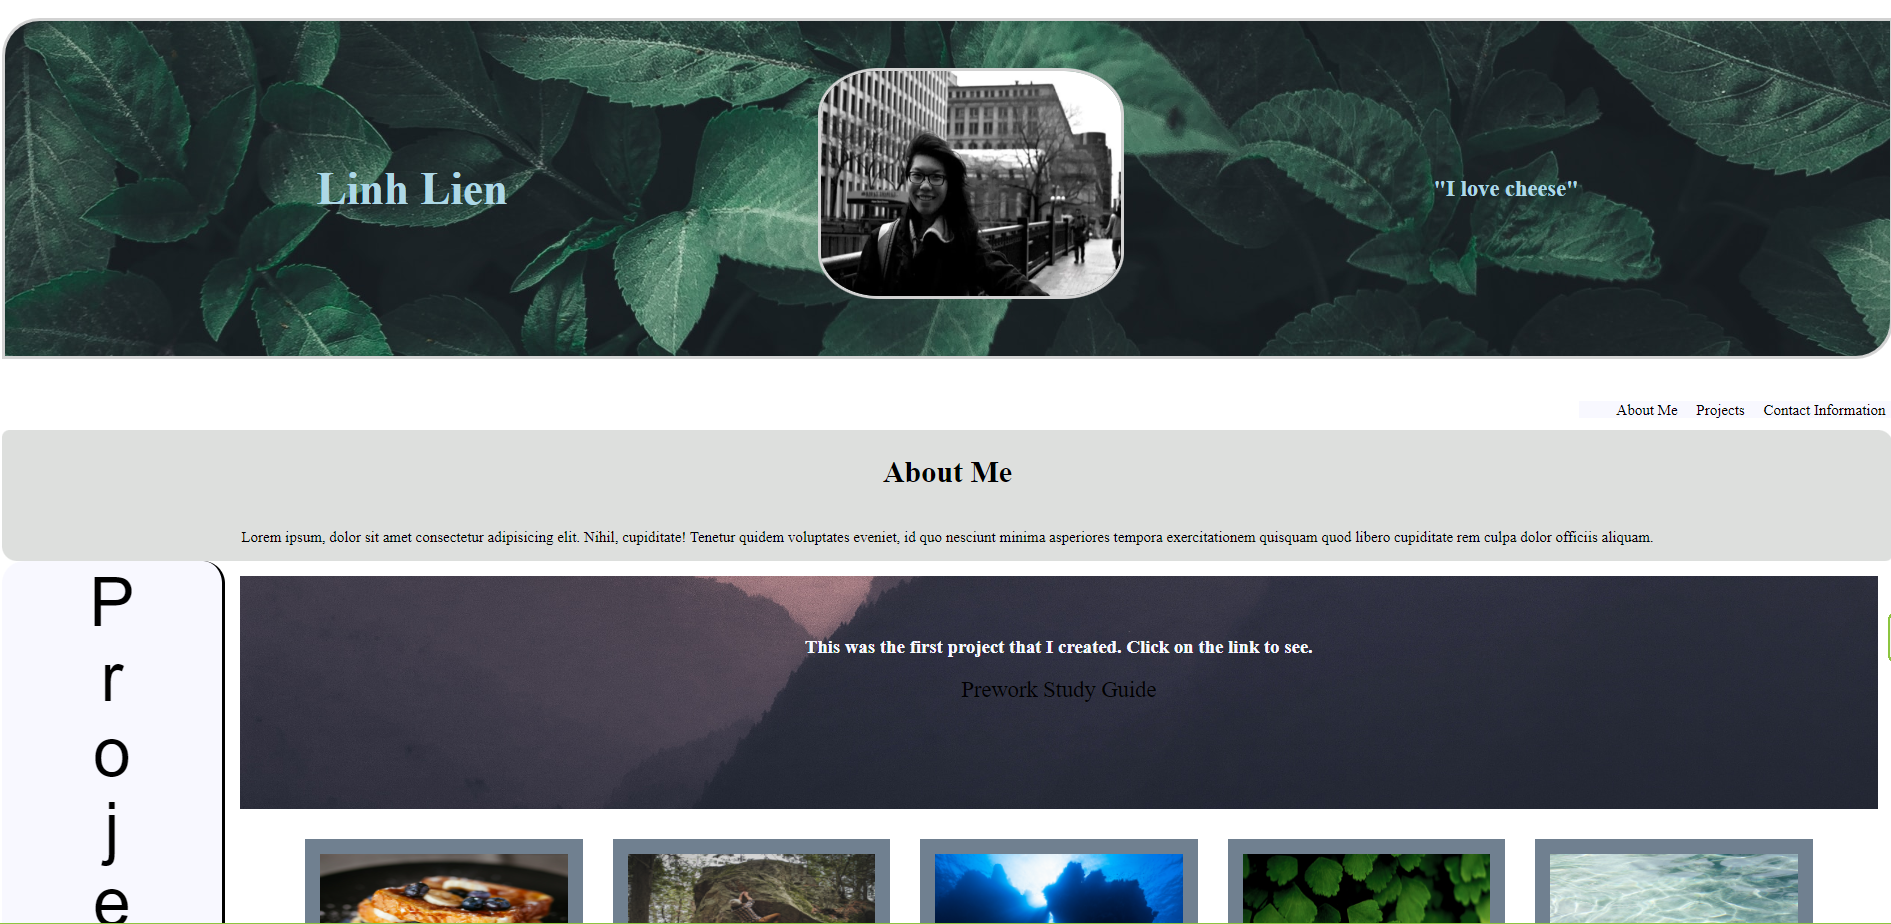 Linh Lien
"I love cheese"
About Me Projects Contact Information
About Me
Lorem ipsum, dolor sit amet consectetur adipisicing elit. Nihil, cupiditate! Tenetur quidem voluptates eveniet, id quo nesciunt minima asperiores tempora exercitationem quisquam quod libero cupiditate rem culpa dolor officiis aliquam.
P
r
o
j
e
This was the first project that I created. Click on the link to see.
Prework Study Guide